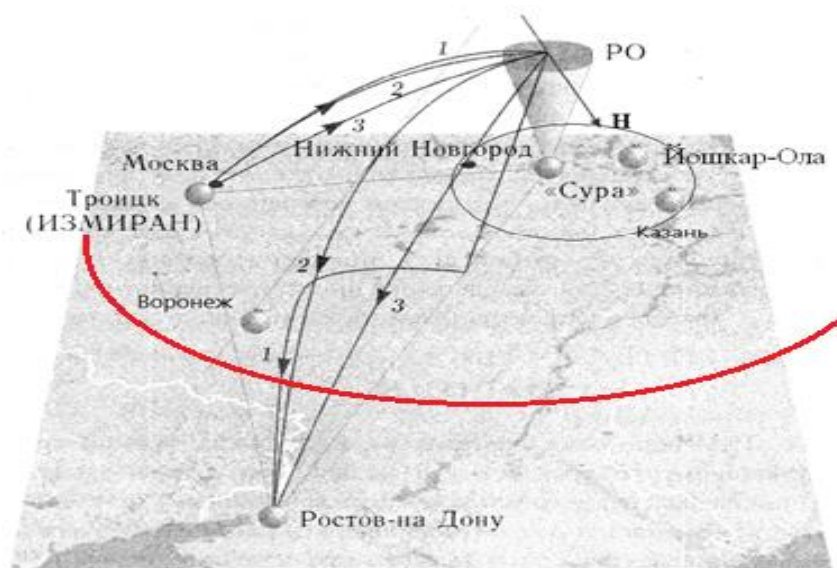 1
РО
2
3
Н
Москва
Нижний Новгород
Йошкар-Ола
Троицк
(ИЗМИРАН)
«Сура»
Казань
2
Воронеж
3
1
Ростов-на Дону